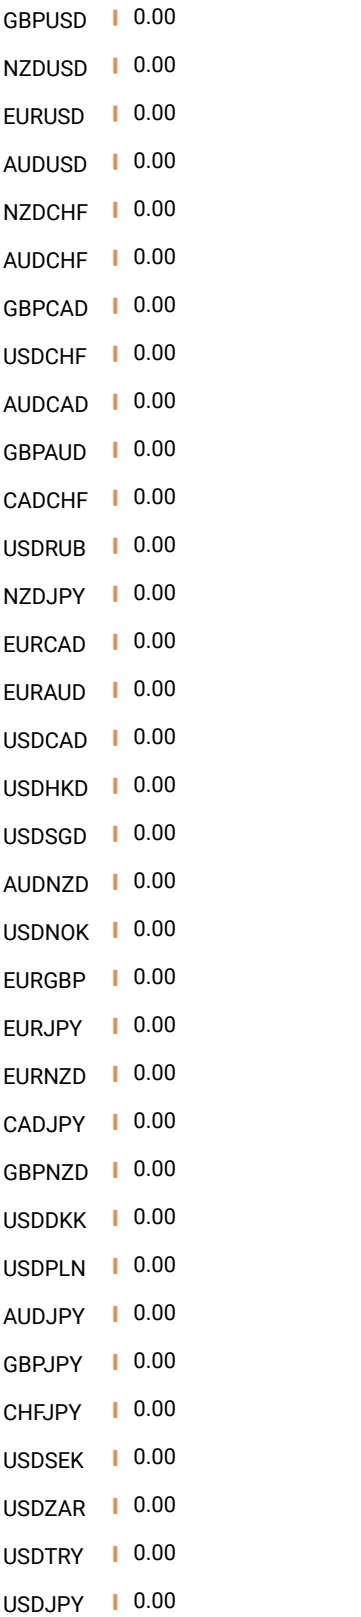 GBPUSD 0.00
NZDUSD 0.00
EURUSD 0.00
AUDUSD 0.00
NZDCHF 0.00
AUDCHF 0.00
GBPCAD 0.00
USDCHF 0.00
AUDCAD 0.00
GBPAUD 0.00
CADCHF 0.00
USDRUB 0.00
NZDJPY 0.00
EURCAD 0.00
EURAUD 0.00
USDCAD 0.00
USDHKD 0.00
USDSGD 0.00
AUDNZD 0.00
USDNOK 0.00
EURGBP 0.00
EURJPY 0.00
EURNZD 0.00
CADJPY 0.00
GBPNZD 0.00
USDDKK 0.00
USDPLN 0.00
AUDJPY 0.00
GBPJPY 0.00
CHFJPY 0.00
USDSEK 0.00
USDZAR 0.00
USDTRY 0.00
USDJPY 0.00